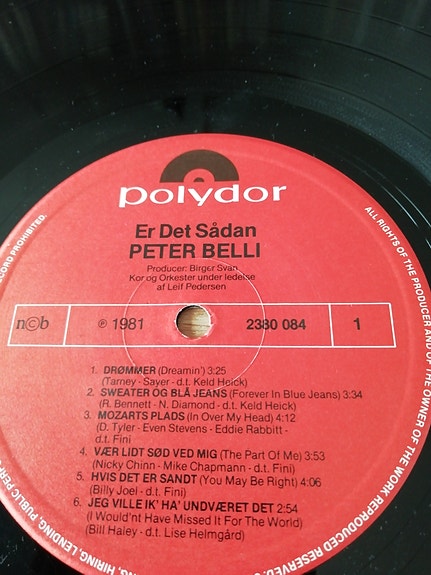 polydor
Er Det Sådan
PETER BELLI
Producer: Birger Svan
Kor og Orkester under ledelse
af Leif Pedersen
n©b ℗ 1981 2380 084 1
1. DRØMMER (Dreamin') 3:25
(Tarney - Sayer - d.t. Keld Heick)
2. SWEATER OG BLÅ JEANS (Forever In Blue Jeans) 3:34
(R. Bennett - N. Diamond - d.t. Keld Heick)
3. MOZARTS PLADS (In Over My Head) 4:12
(D. Tyler - Even Stevens - Eddie Rabbitt -
d.t. Fini)
4. VÆR LIDT SØD VED MIG (The Part Of Me) 3:53
(Nicky Chinn - Mike Chapmann - d.t. Fini)
5. HVIS DET ER SANDT (You May Be Right) 4:06
(Billy Joel - d.t. Fini)
6. JEG VILLE IK' HA' UNDVÆRET DET 2:54
(I Would'nt Have Missed It For The World)
(Bill Haley - d.t. Lise Helmgård)
ALL RIGHTS OF THE PRODUCER AND OF THE OWNER OF THE WORK REPRODUCED RESERVED.
HIRING, LENDING, PUBLIC
RECORD PROHIBITED.